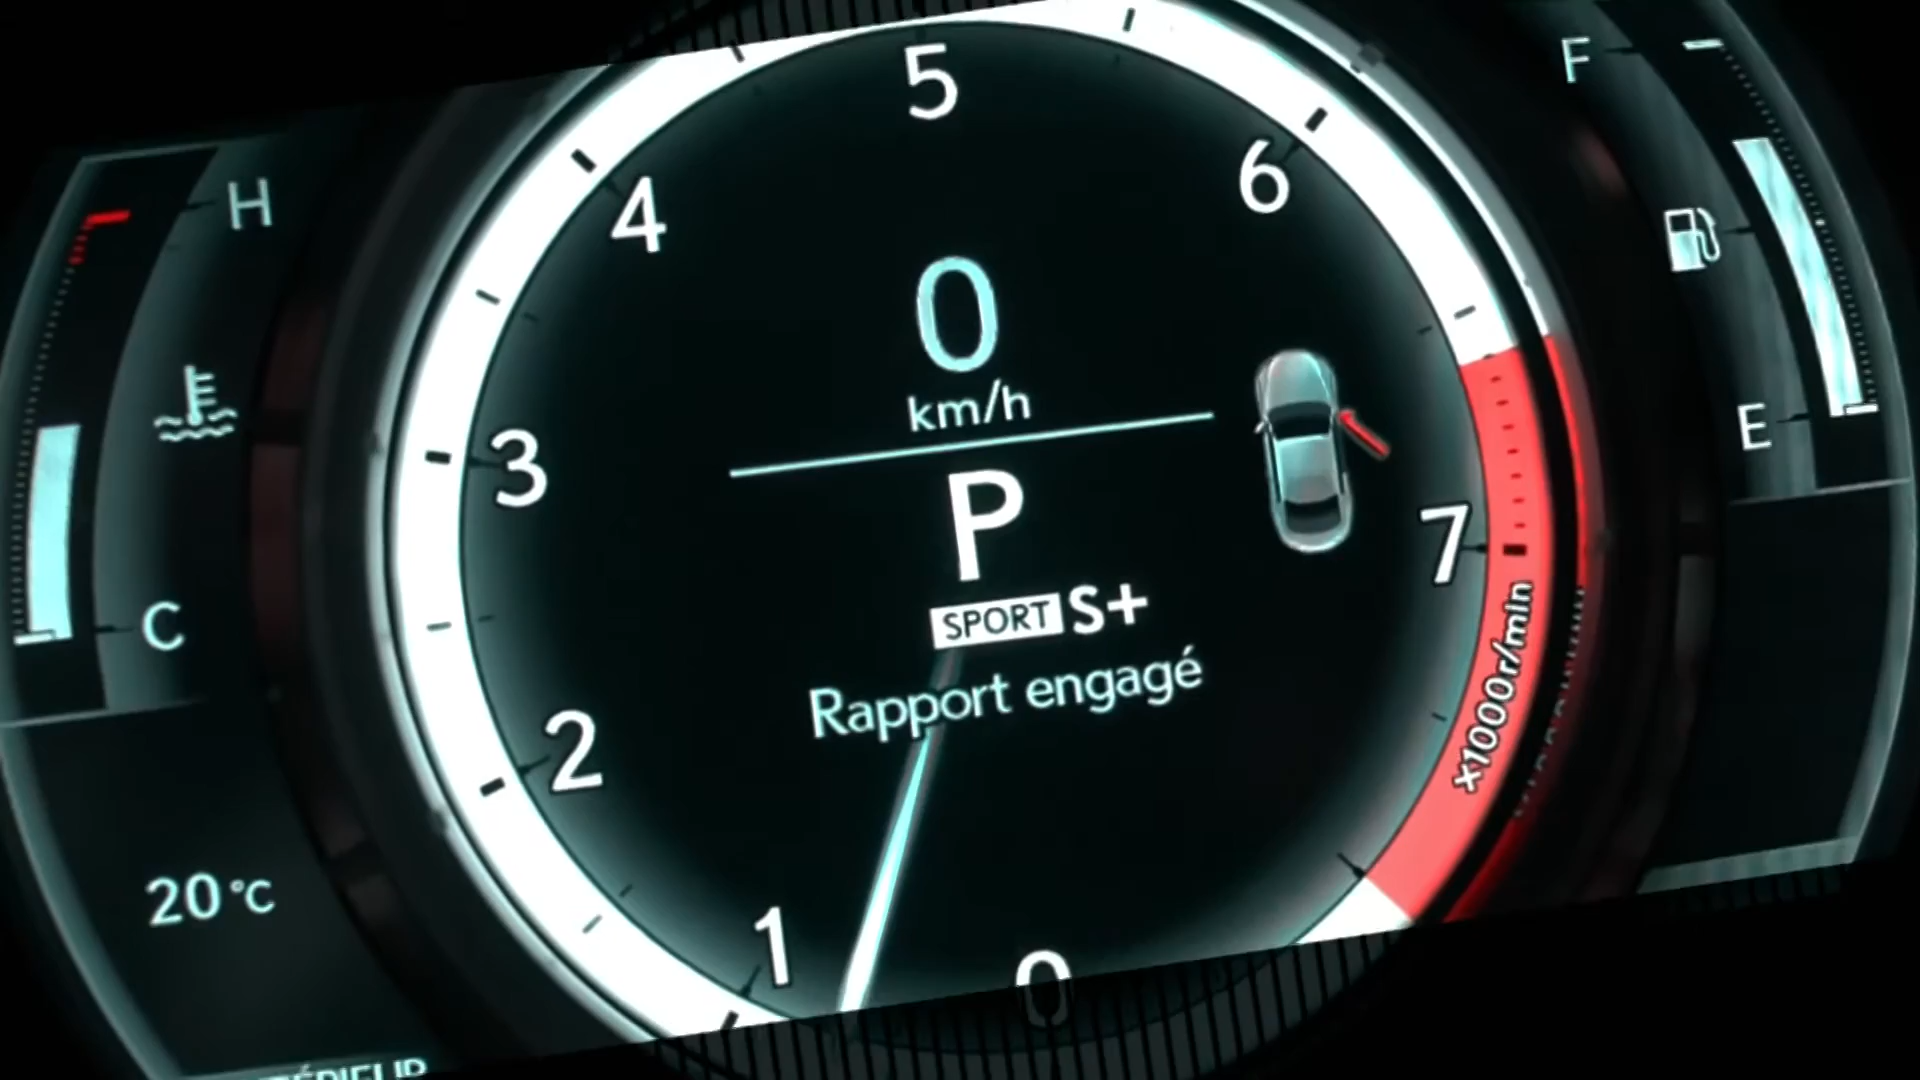 5
6
4
3
2
1
0
7
x1000r/min
0
km/h
P
SPORT S+
Rapport engagé
H
C
20°C
F
E